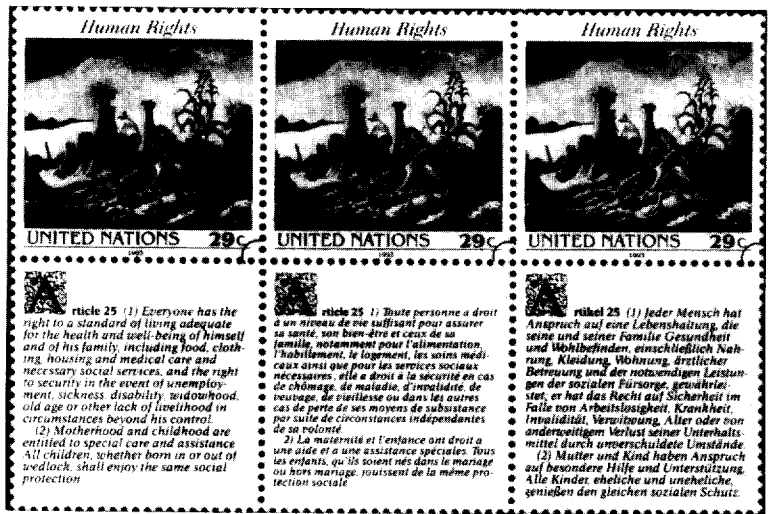 Human Rights
UNITED NATIONS 29c
1993
Article 25 (1) Everyone has the
right to a standard of living adequate
for the health and well-being of himself
and of his family, including food, cloth-
ing, housing and medical care and
necessary social services, and the right
to security in the event of unemploy-
ment, sickness, disability, widowhood,
old age or other lack of livelihood in
circumstances beyond his control.
(2) Motherhood and childhood are
entitled to special care and assistance
All children, whether born in or out of
wedlock, shall enjoy the same social
protection
Human Rights
UNITED NATIONS 29c
1993
Article 25 1) Toute personne a droit
à un niveau de vie suffisant pour assurer
sa santé, son bien-être et ceux de sa
famille, notamment pour l'alimentation,
l'habillement, le logement, les soins médi-
caux ainsi que pour les services sociaux
nécessaires, elle a droit à la sécurité en cas
de chômage, de maladie, d'invalidité, de
veuvage, de vieillesse ou dans les autres
cas de perte de ses moyens de subsistance
par suite de circonstances indépendantes
de sa volonté
2) La maternité et l'enfance ont droit a
une aide et a une assistance spéciales. Tous
les enfants, qu'ils soient nés dans le mariage
ou hors mariage, jouissent de la même pro-
tection sociale
Human Rights
UNITED NATIONS 29c
1993
Artikel 25 (1) Jeder Mensch hat
Anspruch auf eine Lebenshaltung, die
seine und seiner Familie Gesundheit
und Wohlbefinden, einschließlich Nah-
rung, Kleidung, Wohnung, ärztlicher
Betreuung und der notwendigen Leistun-
gen der sozialen Fürsorge, gewährlei-
stet, er hat das Recht auf Sicherheit im
Falle von Arbeitslosigkeit, Krankheit,
Invalidität, Verwitwung, Alter oder von
anderweitigem Verlust seiner Unterhalts-
mittel durch unverschuldete Umstände.
(2) Mutter und Kind haben Anspruch
auf besondere Hilfe und Unterstützung.
Alle Kinder, eheliche und uneheliche,
genießen den gleichen sozialen Schutz.